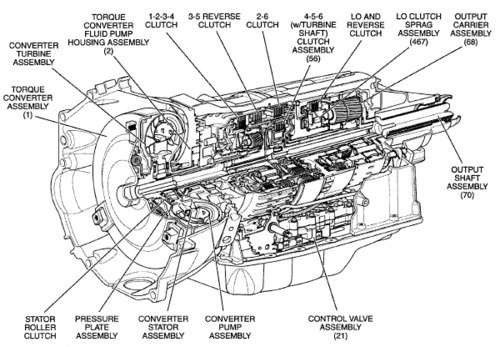 TORQUE
CONVERTER
FLUID PUMP
HOUSING ASSEMBLY
(2)
1-2-3-4
CLUTCH
3-5 REVERSE
CLUTCH
2-6
CLUTCH
4-5-6
(w/TURBINE
SHAFT)
CLUTCH
ASSEMBLY
(56)
LO AND
REVERSE
CLUTCH
LO CLUTCH
SPRAG
ASSEMBLY
(467)
OUTPUT
CARRIER
ASSEMBLY
(68)
CONVERTER
TURBINE
ASSEMBLY
TORQUE
CONVERTER
ASSEMBLY
(1)
OUTPUT
SHAFT
ASSEMBLY
(70)
STATOR
ROLLER
CLUTCH
PRESSURE
PLATE
ASSEMBLY
CONVERTER
STATOR
ASSEMBLY
CONVERTER
PUMP
ASSEMBLY
CONTROL VALVE
ASSEMBLY
(21)